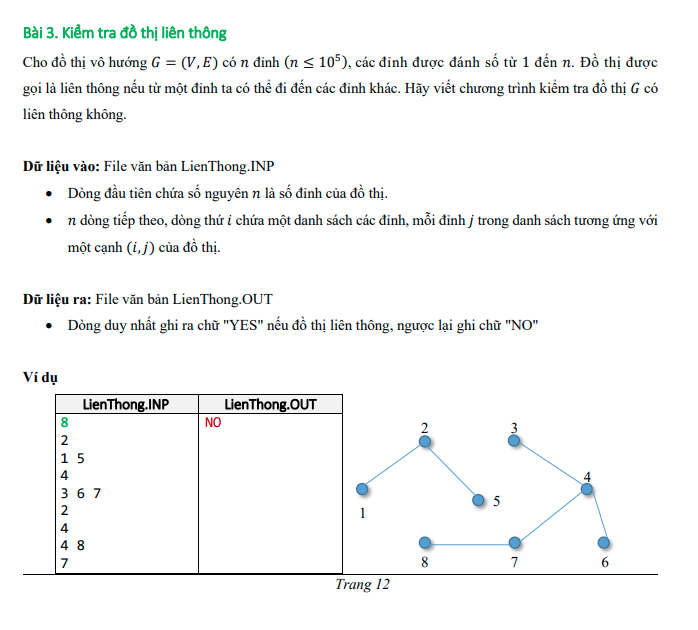 Bài 3. Kiểm tra đồ thị liên thông
Cho đồ thị vô hướng G = (V, E) có n đỉnh (n ≤ 10⁵), các đỉnh được đánh số từ 1 đến n. Đồ thị được
gọi là liên thông nếu từ một đỉnh ta có thể đi đến các đỉnh khác. Hãy viết chương trình kiểm tra đồ thị G có
liên thông không.
Dữ liệu vào: File văn bản LienThong.INP
• Dòng đầu tiên chứa số nguyên n là số đỉnh của đồ thị.
• n dòng tiếp theo, dòng thứ i chứa một danh sách các đỉnh, mỗi đỉnh j trong danh sách tương ứng với
một cạnh (i, j) của đồ thị.
Dữ liệu ra: File văn bản LienThong.OUT
• Dòng duy nhất ghi ra chữ "YES" nếu đồ thị liên thông, ngược lại ghi chữ "NO"
Ví dụ
LienThong.INP LienThong.OUT
8 NO
2
1 5
4
3 6 7
2
4
4 8
7
2 3
4
1 5
8 7 6
Trang 12